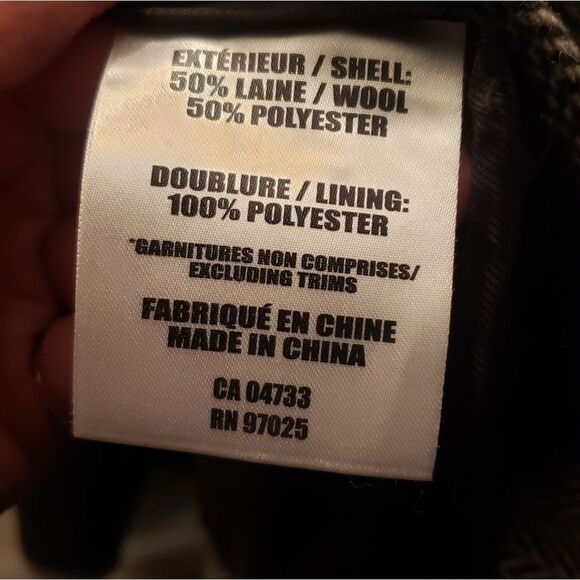 EXTÉRIEUR / SHELL:
50% LAINE / WOOL
50% POLYESTER
DOUBLURE / LINING:
100% POLYESTER
*GARNITURES NON COMPRISES/
EXCLUDING TRIMS
FABRIQUÉ EN CHINE
MADE IN CHINA
CA 04733
RN 97025